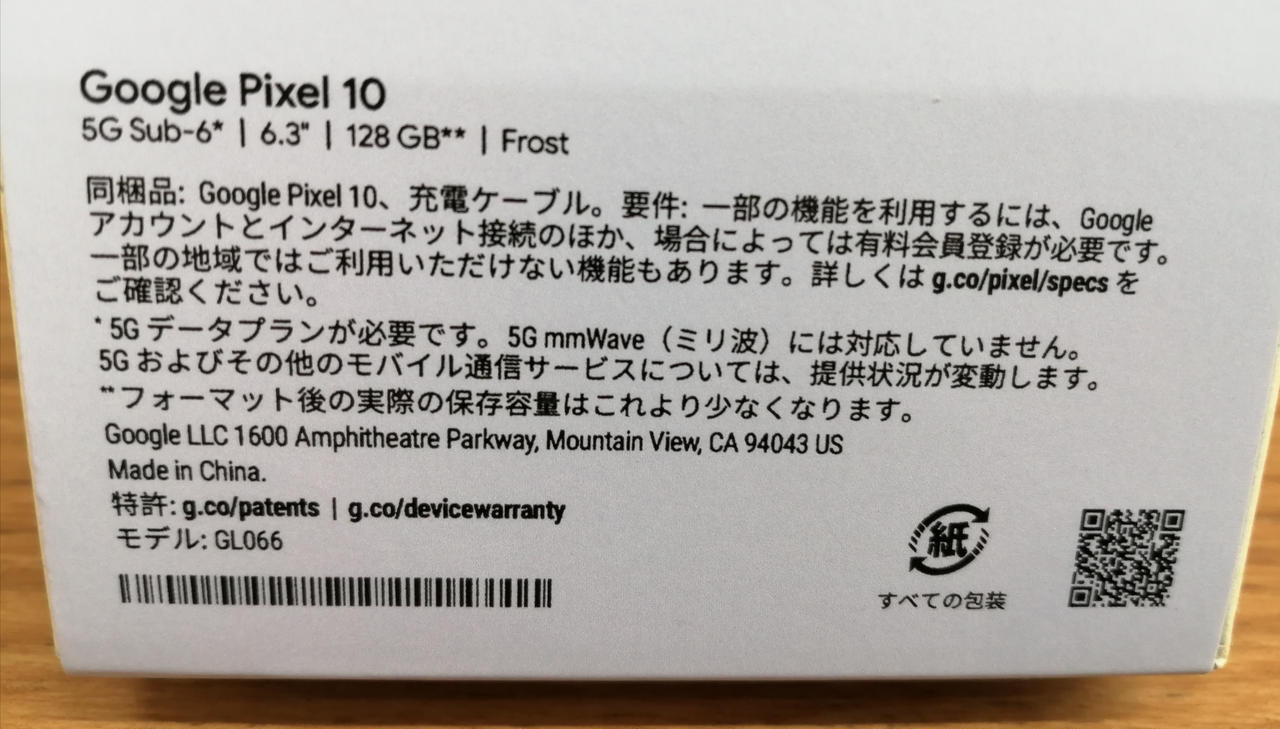 Google Pixel 10
5G Sub-6* | 6.3" | 128 GB** | Frost
同梱品: Google Pixel 10、充電ケーブル。要件: 一部の機能を利用するには、Google
アカウントとインターネット接続のほか、場合によっては有料会員登録が必要です。
一部の地域ではご利用いただけない機能もあります。詳しくは g.co/pixel/specs を
ご確認ください。
* 5G データプランが必要です。5G mmWave（ミリ波）には対応していません。
5G およびその他のモバイル通信サービスについては、提供状況が変動します。
** フォーマット後の実際の保存容量はこれより少なくなります。
Google LLC 1600 Amphitheatre Parkway, Mountain View, CA 94043 US
Made in China.
特許: g.co/patents | g.co/devicewarranty
モデル: GL066
紙
すべての包装